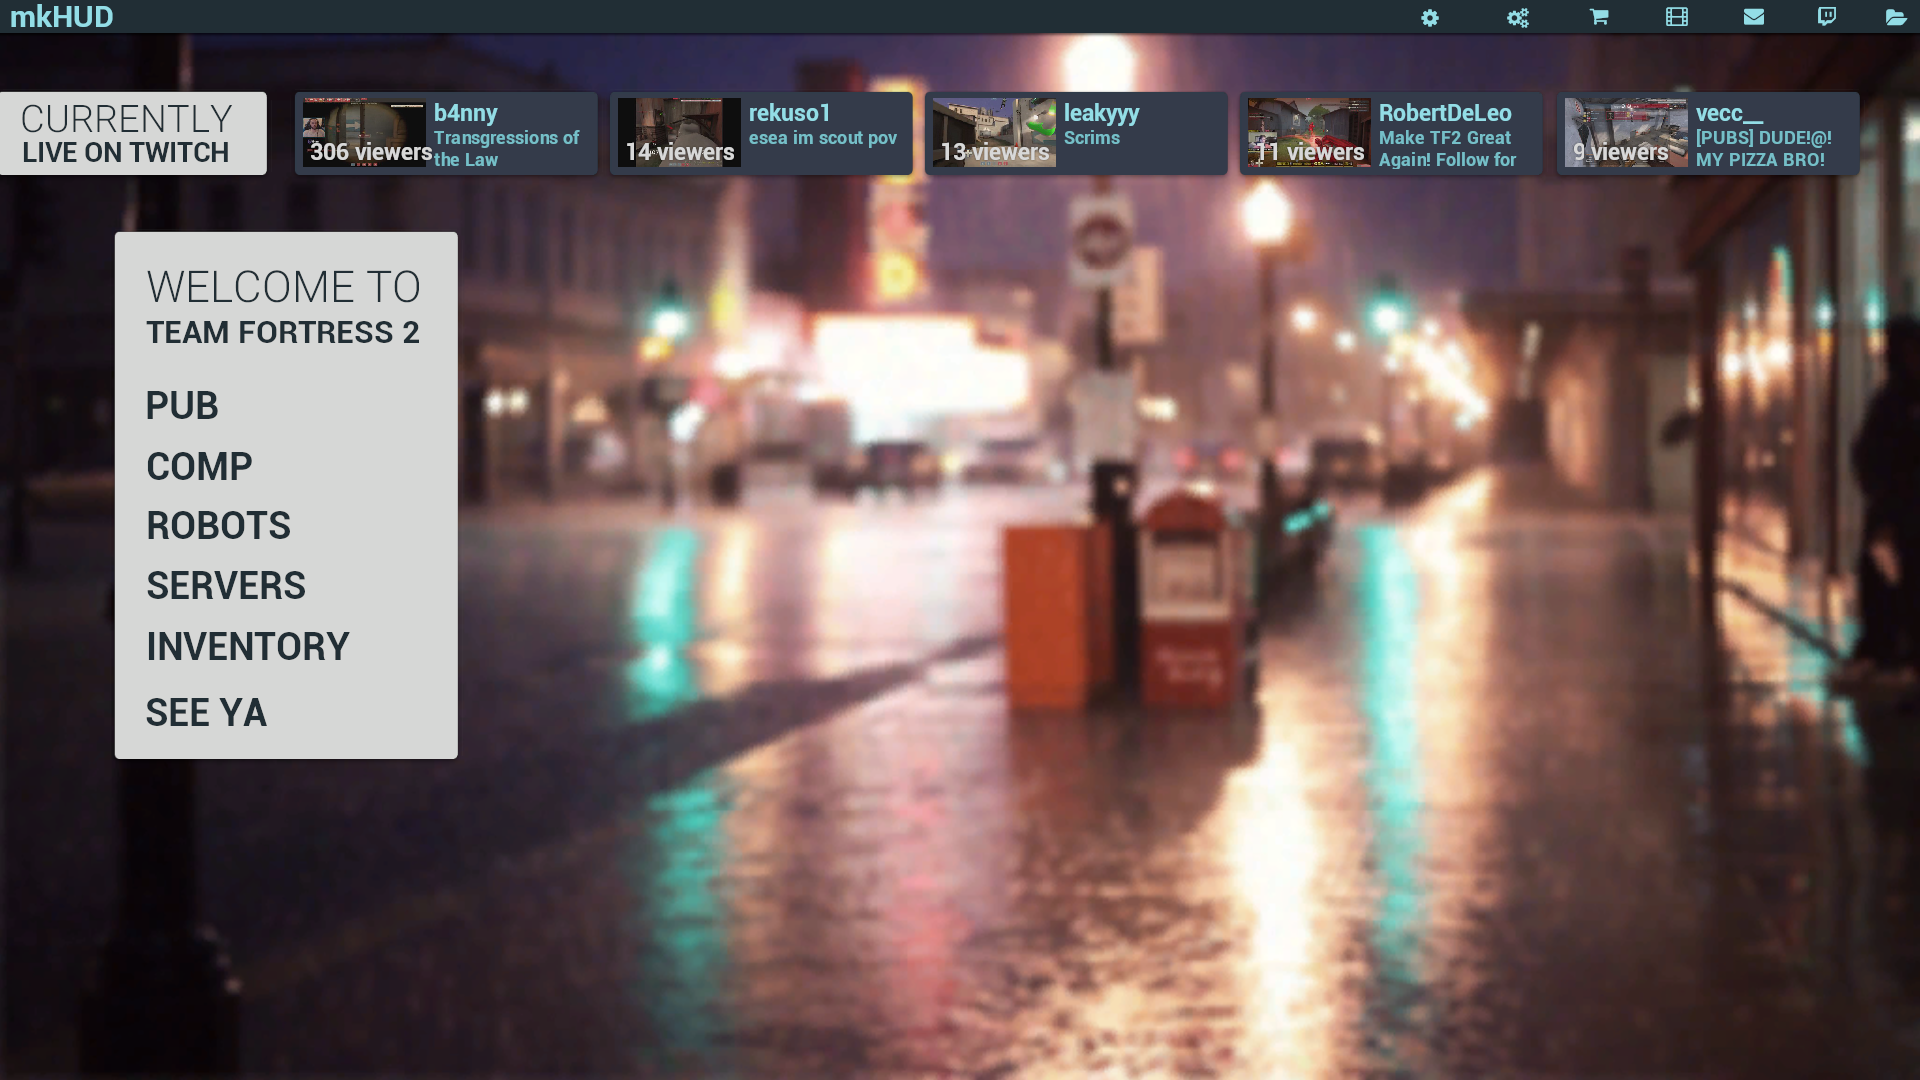 mkHUD
CURRENTLY
LIVE ON TWITCH
306 viewers
b4nny
Transgressions of
the Law
14 viewers
rekuso1
esea im scout pov
13 viewers
leakyyy
Scrims
11 viewers
RobertDeLeo
Make TF2 Great
Again! Follow for
9 viewers
vecc__
[PUBS] DUDE!@!
MY PIZZA BRO!
WELCOME TO
TEAM FORTRESS 2
PUB
COMP
ROBOTS
SERVERS
INVENTORY
SEE YA